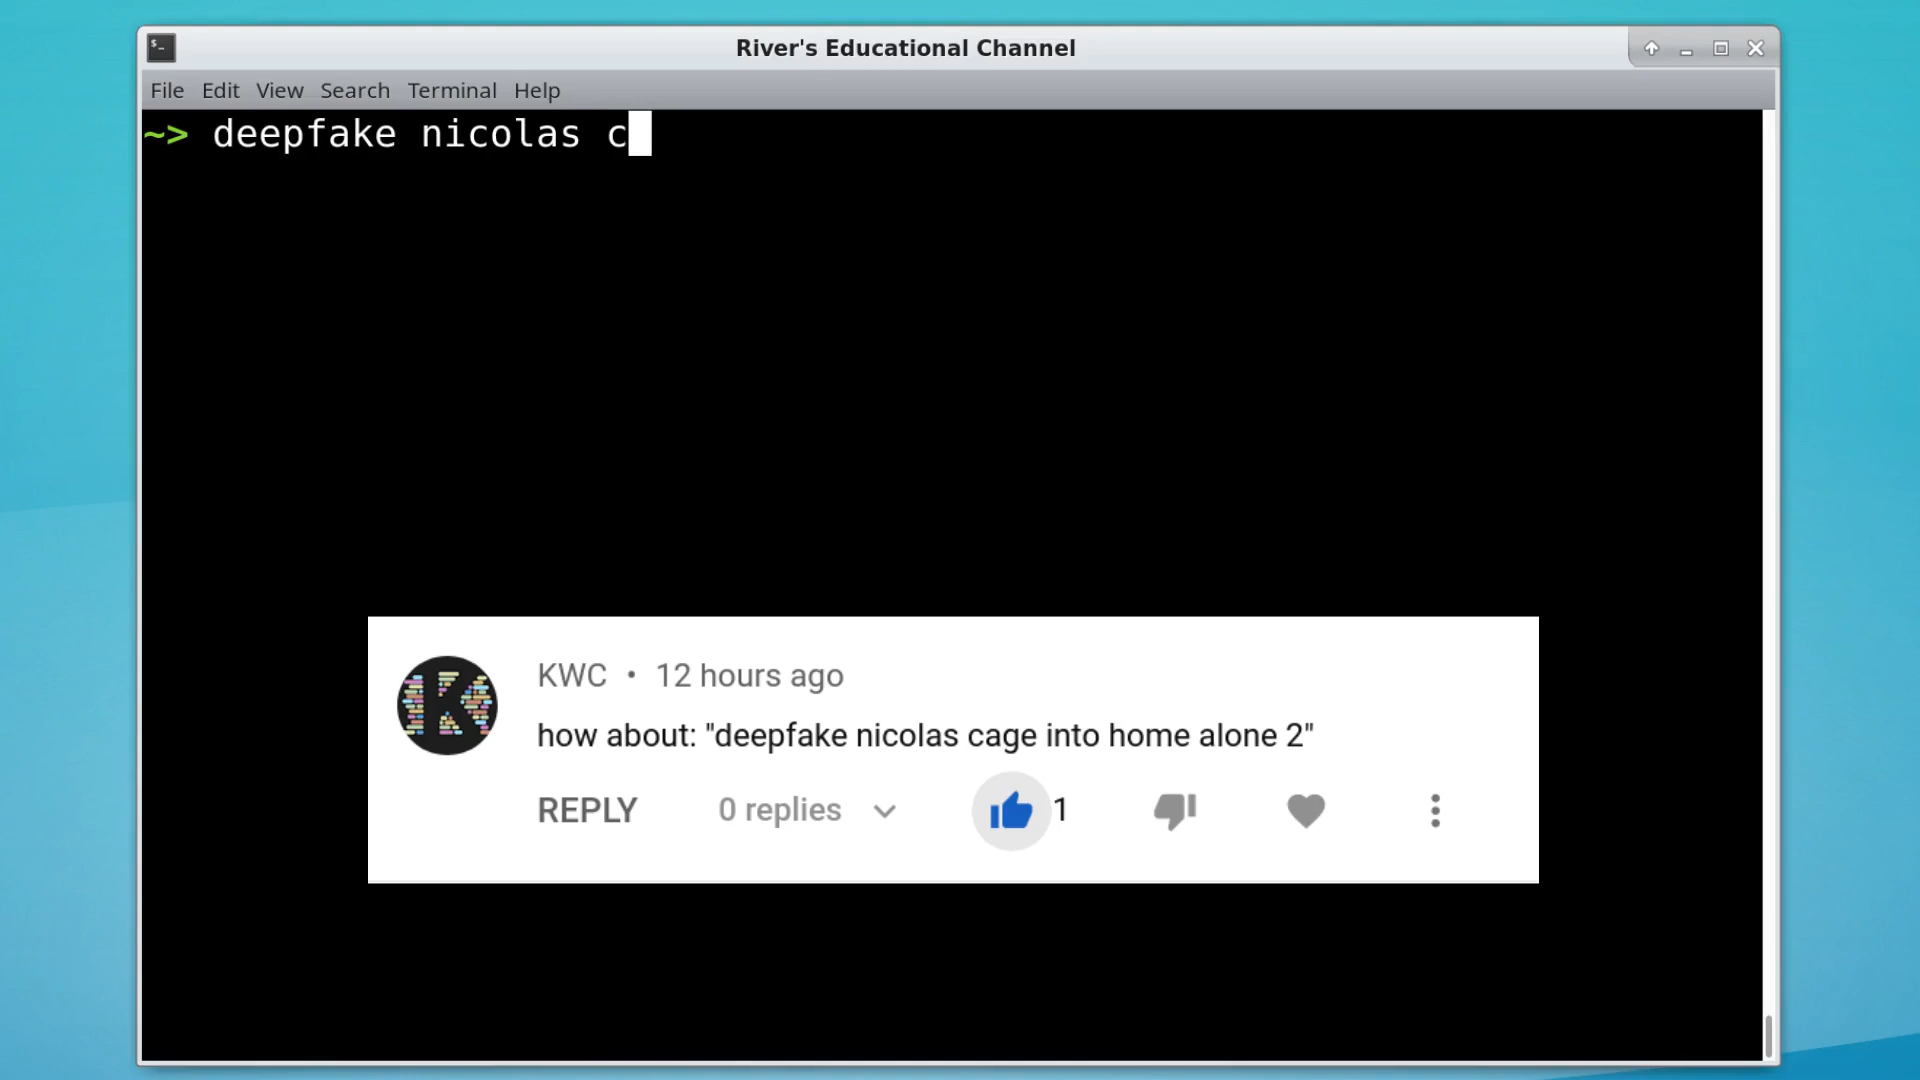 River's Educational Channel
File Edit View Search Terminal Help
~> deepfake nicolas c
KWC • 12 hours ago
how about: "deepfake nicolas cage into home alone 2"
REPLY 0 replies 1